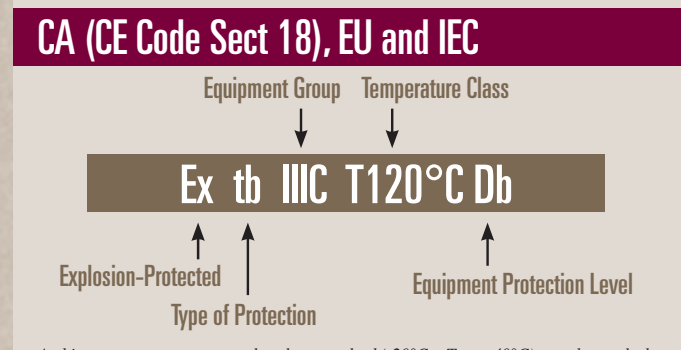 CA (CE Code Sect 18), EU and IEC
Equipment Group Temperature Class
Ex tb IIIC T120°C Db
Explosion-Protected
Equipment Protection Level
Type of Protection